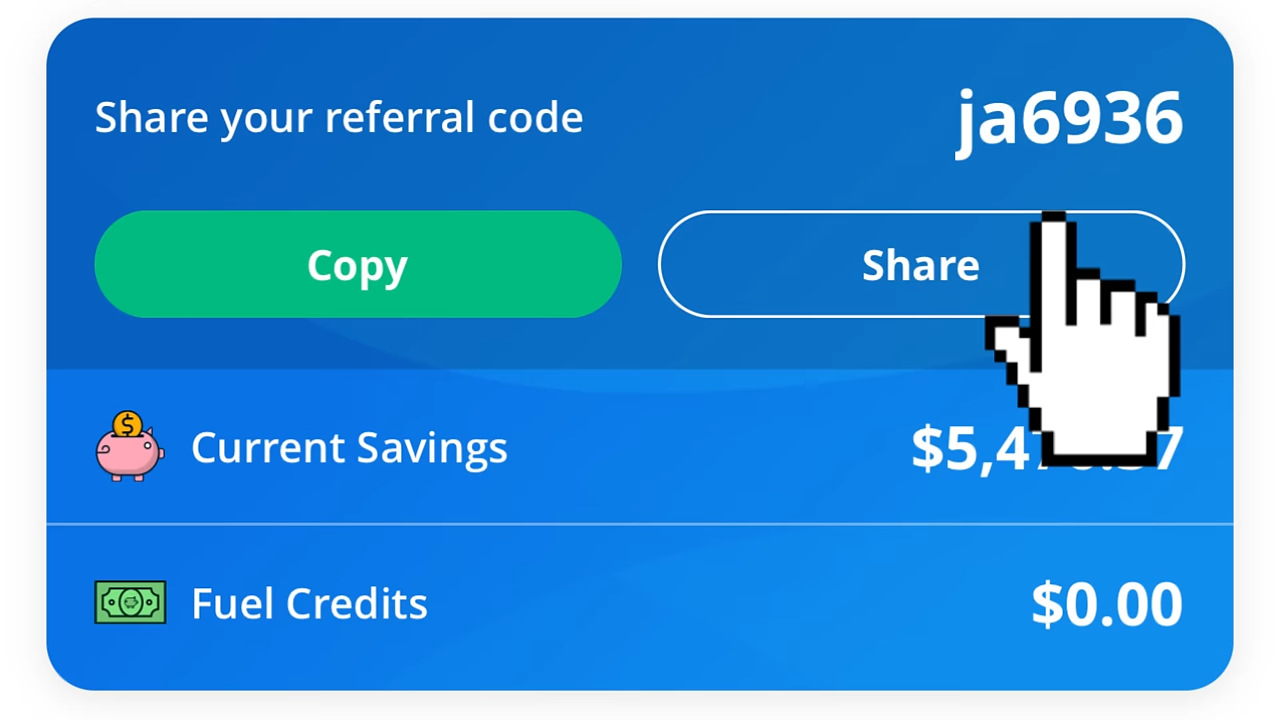 Share your referral code
ja6936
Copy
Share
Current Savings
Fuel Credits
$0.00